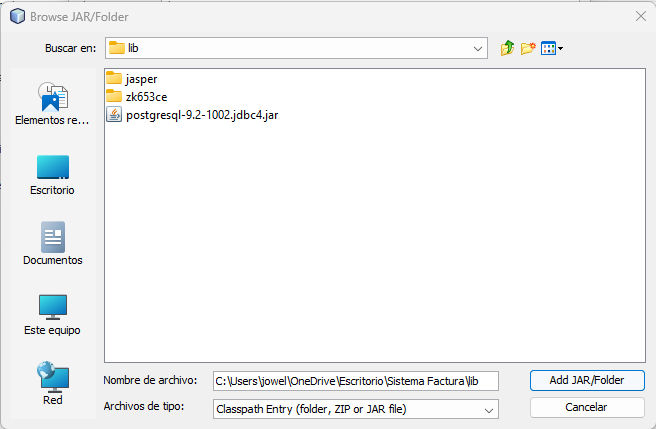 Browse JAR/Folder
Buscar en:
lib
jasper
zk653ce
postgresql-9.2-1002.jdbc4.jar
Elementos re...
Escritorio
Documentos
Este equipo
Red
Nombre de archivo:
C:\Users\jowel\OneDrive\Escritorio\Sistema Factura\lib
Add JAR/Folder
Archivos de tipo:
Classpath Entry (folder, ZIP or JAR file)
Cancelar